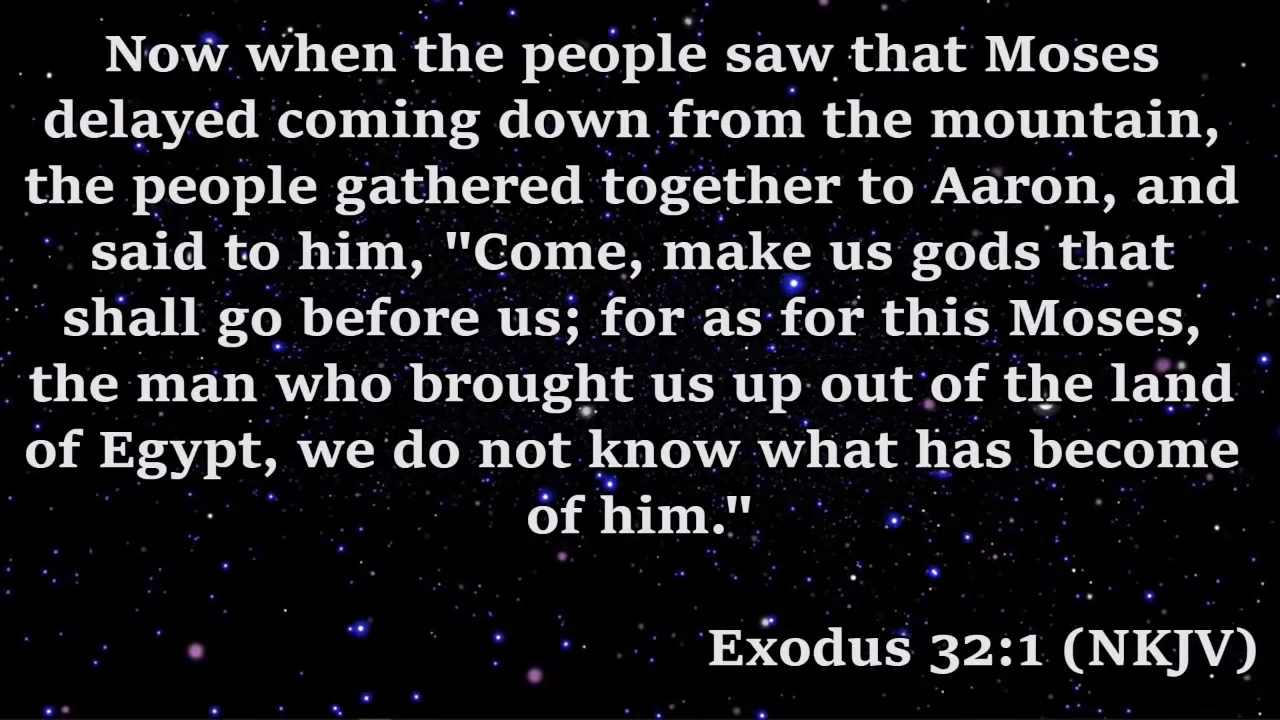 Now when the people saw that Moses
delayed coming down from the mountain,
the people gathered together to Aaron, and
said to him, "Come, make us gods that
shall go before us; for as for this Moses,
the man who brought us up out of the land
of Egypt, we do not know what has become
of him."
Exodus 32:1 (NKJV)